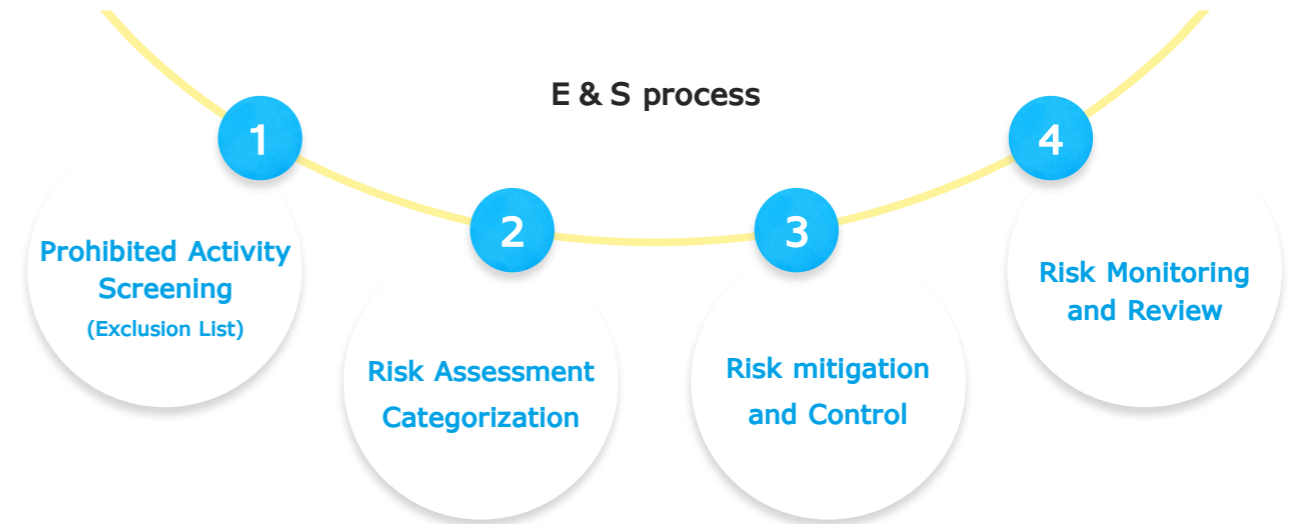 E & S process
1
Prohibited Activity
Screening
(Exclusion List)
2
Risk Assessment
Categorization
3
Risk mitigation
and Control
4
Risk Monitoring
and Review